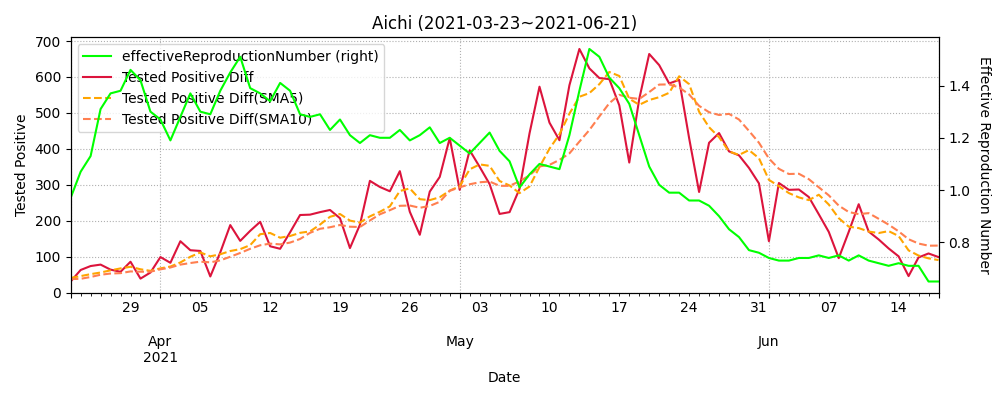 Aichi (2021-03-23~2021-06-21)
effectiveReproductionNumber (right)
Tested Positive Diff
Tested Positive Diff(SMA5)
Tested Positive Diff(SMA10)
Tested Positive
700
600
500
400
300
200
100
0
1.4
1.2
1.0
0.8
Effective Reproduction Number
29 05 12 19 26 03 10 17 24 31 07 14
Apr May Jun
2021
Date